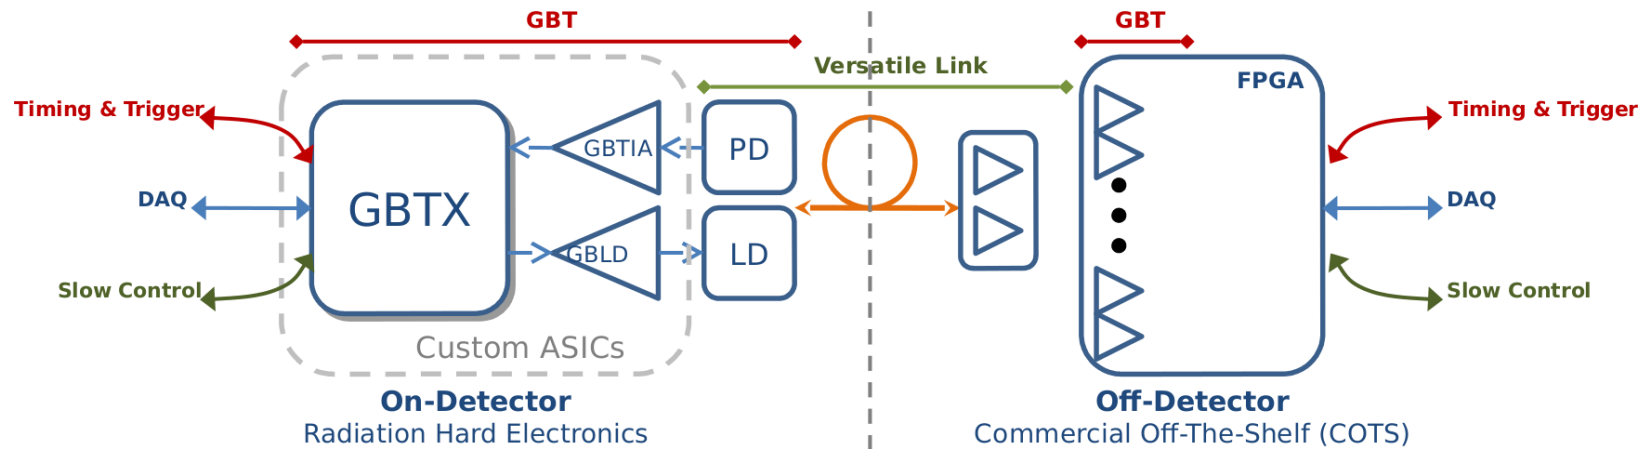 GBT
GBT
Versatile Link
FPGA
Timing & Trigger
Timing & Trigger
GBTIA
PD
DAQ
GBTX
DAQ
GBLD
LD
Slow Control
Slow Control
Custom ASICs
On-Detector
Off-Detector
Radiation Hard Electronics
Commercial Off-The-Shelf (COTS)